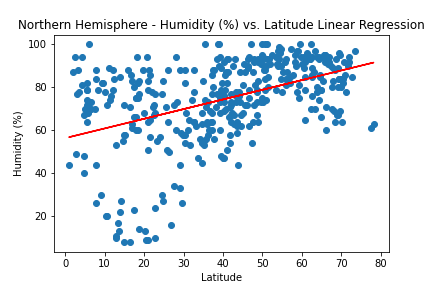 Northern Hemisphere - Humidity (%) vs. Latitude Linear Regression
100
80
60
40
20
Humidity (%)
0 10 20 30 40 50 60 70 80
Latitude